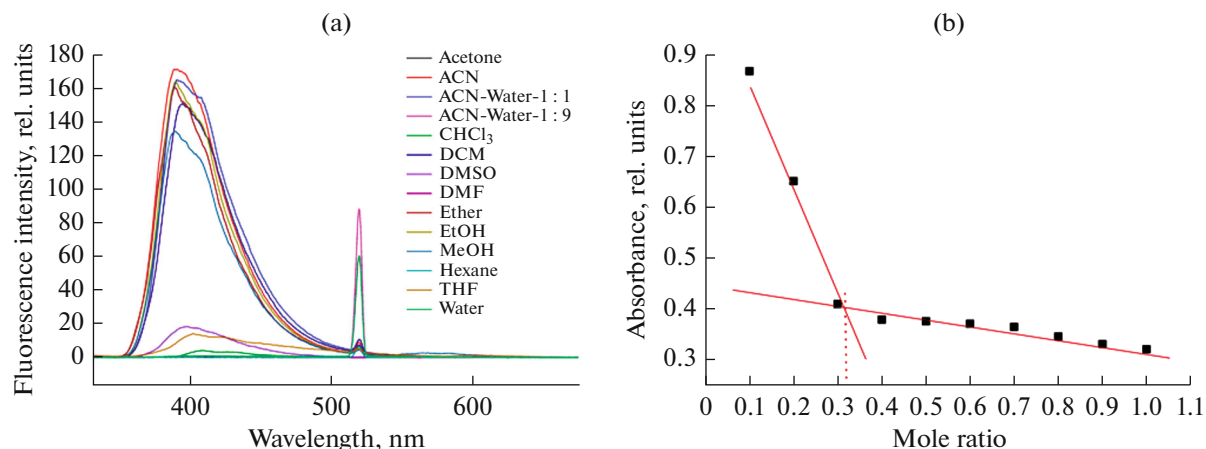 (a)
Fluorescence intensity, rel. units
180
160
140
120
100
80
60
40
20
0
400
520
600
Wavelength, nm
Acetone
ACN
ACN-Water-1 : 1
ACN-Water-1 : 9
CHCl₃
DCM
DMSO
DMF
Ether
EtOH
MeOH
Hexane
THF
Water
(b)
Absorbance, rel. units
0.9
0.8
0.7
0.6
0.5
0.4
0.3
0 0.1 0.2 0.3 0.4 0.5 0.6 0.7 0.8 0.9 1.0 1.1
Mole ratio